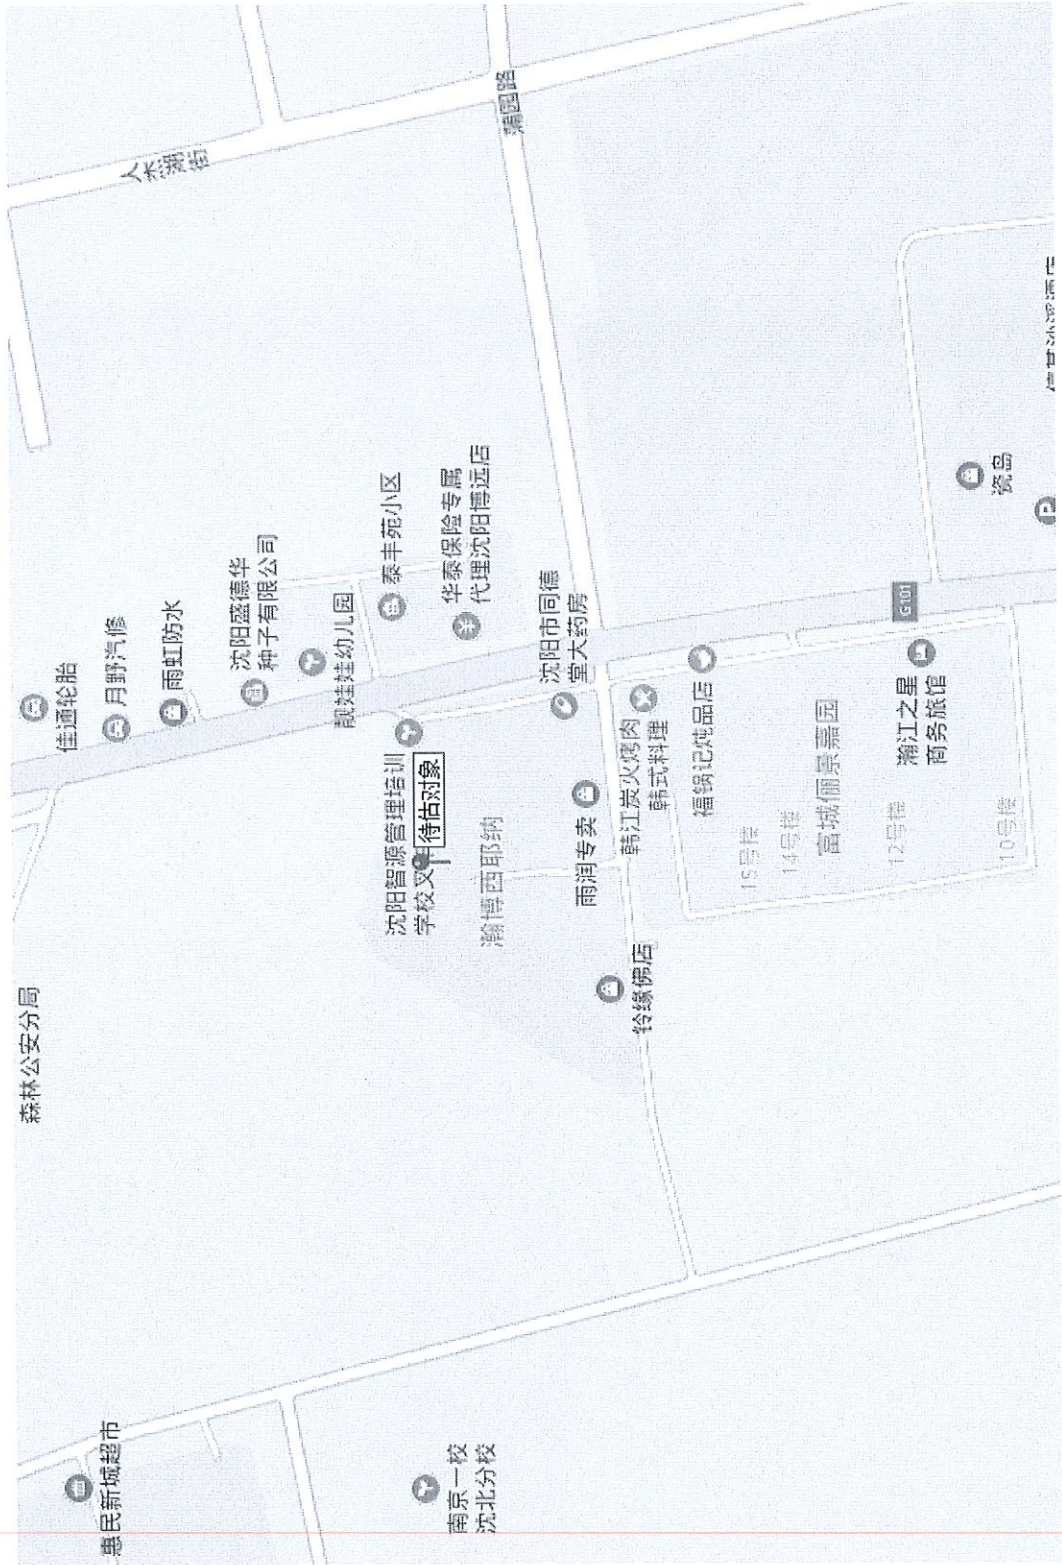 森林公安分局
佳通轮胎
惠民新城超市
月野汽修
人杰湖街
雨虹防水
沈阳盛德华
种子有限公司
靓娃娃幼儿园
泰丰苑小区
沈阳智源管理培训
学校
待估对象
华泰保险专属
代理沈阳博远店
南京一校
沈北分校
瀚博西耶纳
蒲园路
沈阳市同德
堂大药房
雨润专卖
韩江炭火烤肉
韩式料理
铃缘佛店
福锅记炖品店
15号楼
14号楼
富城俪景嘉园
12号楼
G101
瀚江之星
商务旅馆
瓷岛
10号楼
P